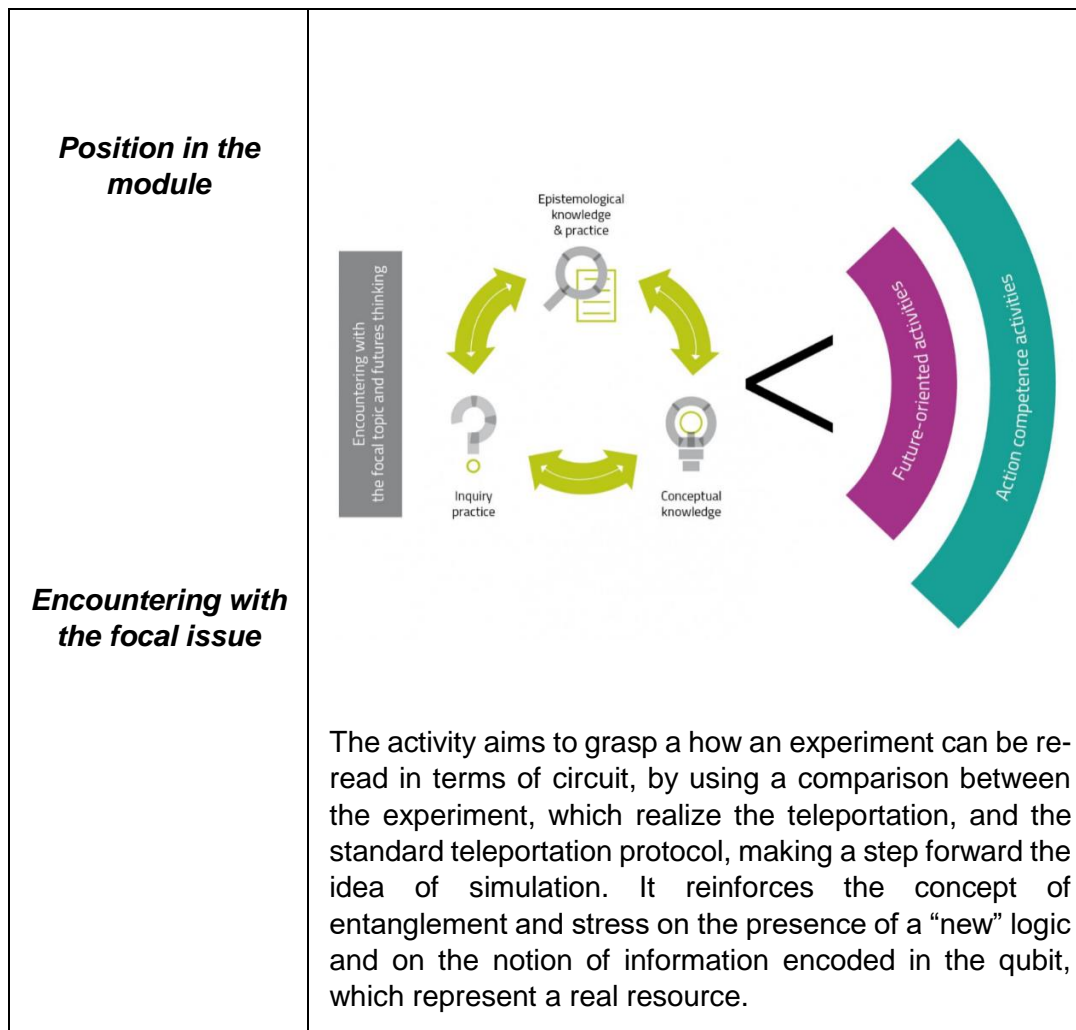 Position in the
module
Encountering with
the focal topic and futures thinking
Epistemological
knowledge
& practice
Inquiry
practice
Conceptual
knowledge
<
Future-oriented activities
Action competence activities
Encountering with
the focal issue
The activity aims to grasp a how an experiment can be re-
read in terms of circuit, by using a comparison between
the experiment, which realize the teleportation, and the
standard teleportation protocol, making a step forward the
idea of simulation. It reinforces the concept of
entanglement and stress on the presence of a “new” logic
and on the notion of information encoded in the qubit,
which represent a real resource.